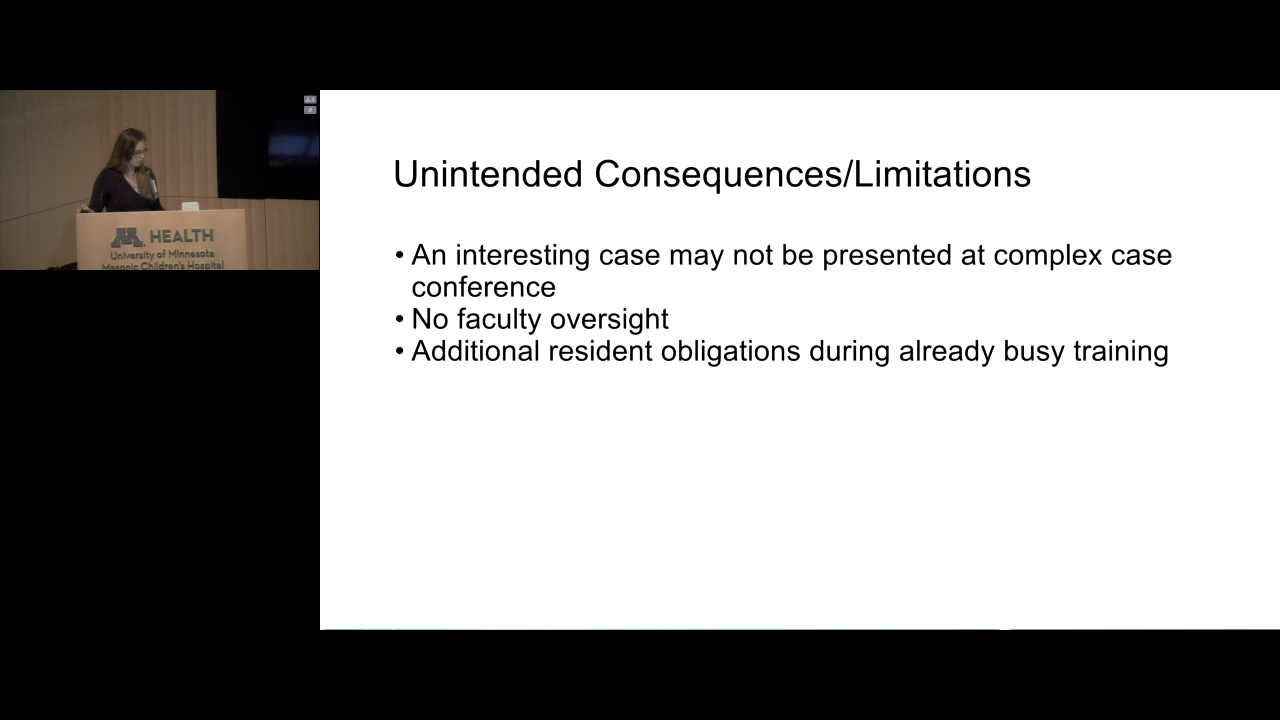 HEALTH
University of Minnesota
Masonic Children's Hospital
Unintended Consequences/Limitations
• An interesting case may not be presented at complex case
conference
• No faculty oversight
• Additional resident obligations during already busy training